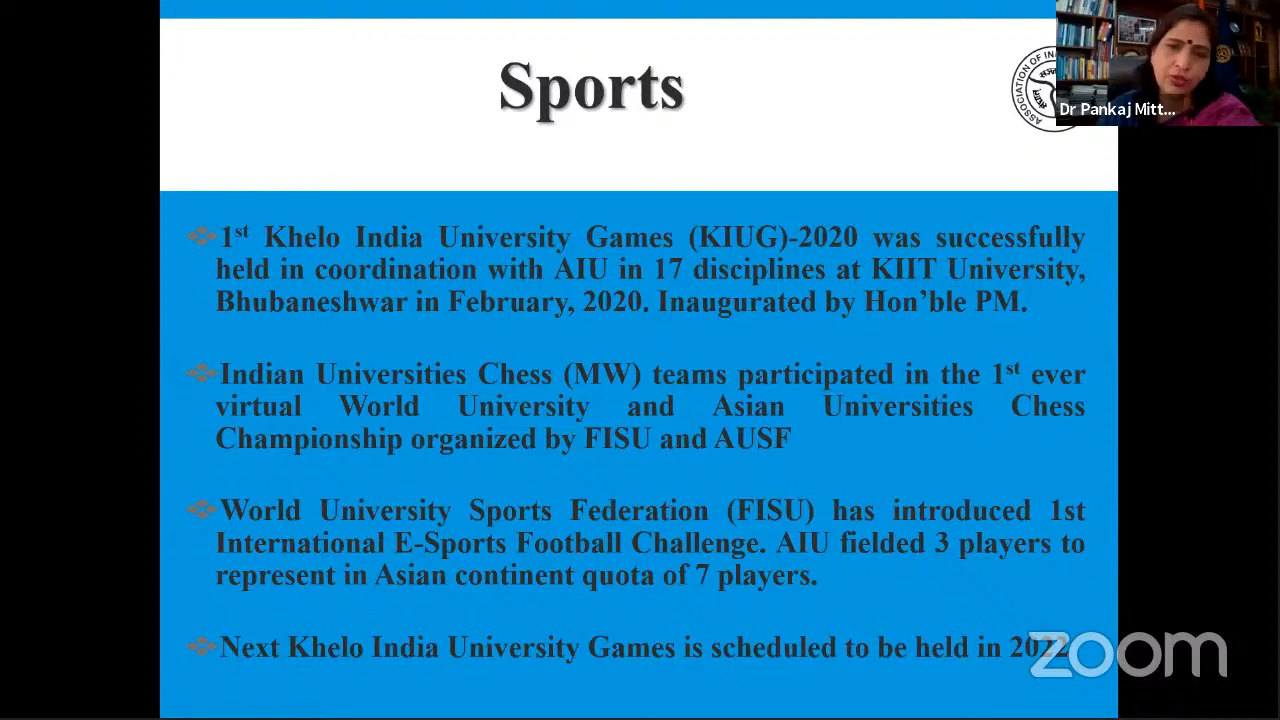 Sports
ASSOCIATION OF IN
Dr Pankaj Mitt...
❖1st Khelo India University Games (KIUG)-2020 was successfully
held in coordination with AIU in 17 disciplines at KIIT University,
Bhubaneshwar in February, 2020. Inaugurated by Hon’ble PM.
❖Indian Universities Chess (MW) teams participated in the 1st ever
virtual World University and Asian Universities Chess
Championship organized by FISU and AUSF
❖World University Sports Federation (FISU) has introduced 1st
International E-Sports Football Challenge. AIU fielded 3 players to
represent in Asian continent quota of 7 players.
❖Next Khelo India University Games is scheduled to be held in 2022
zoom